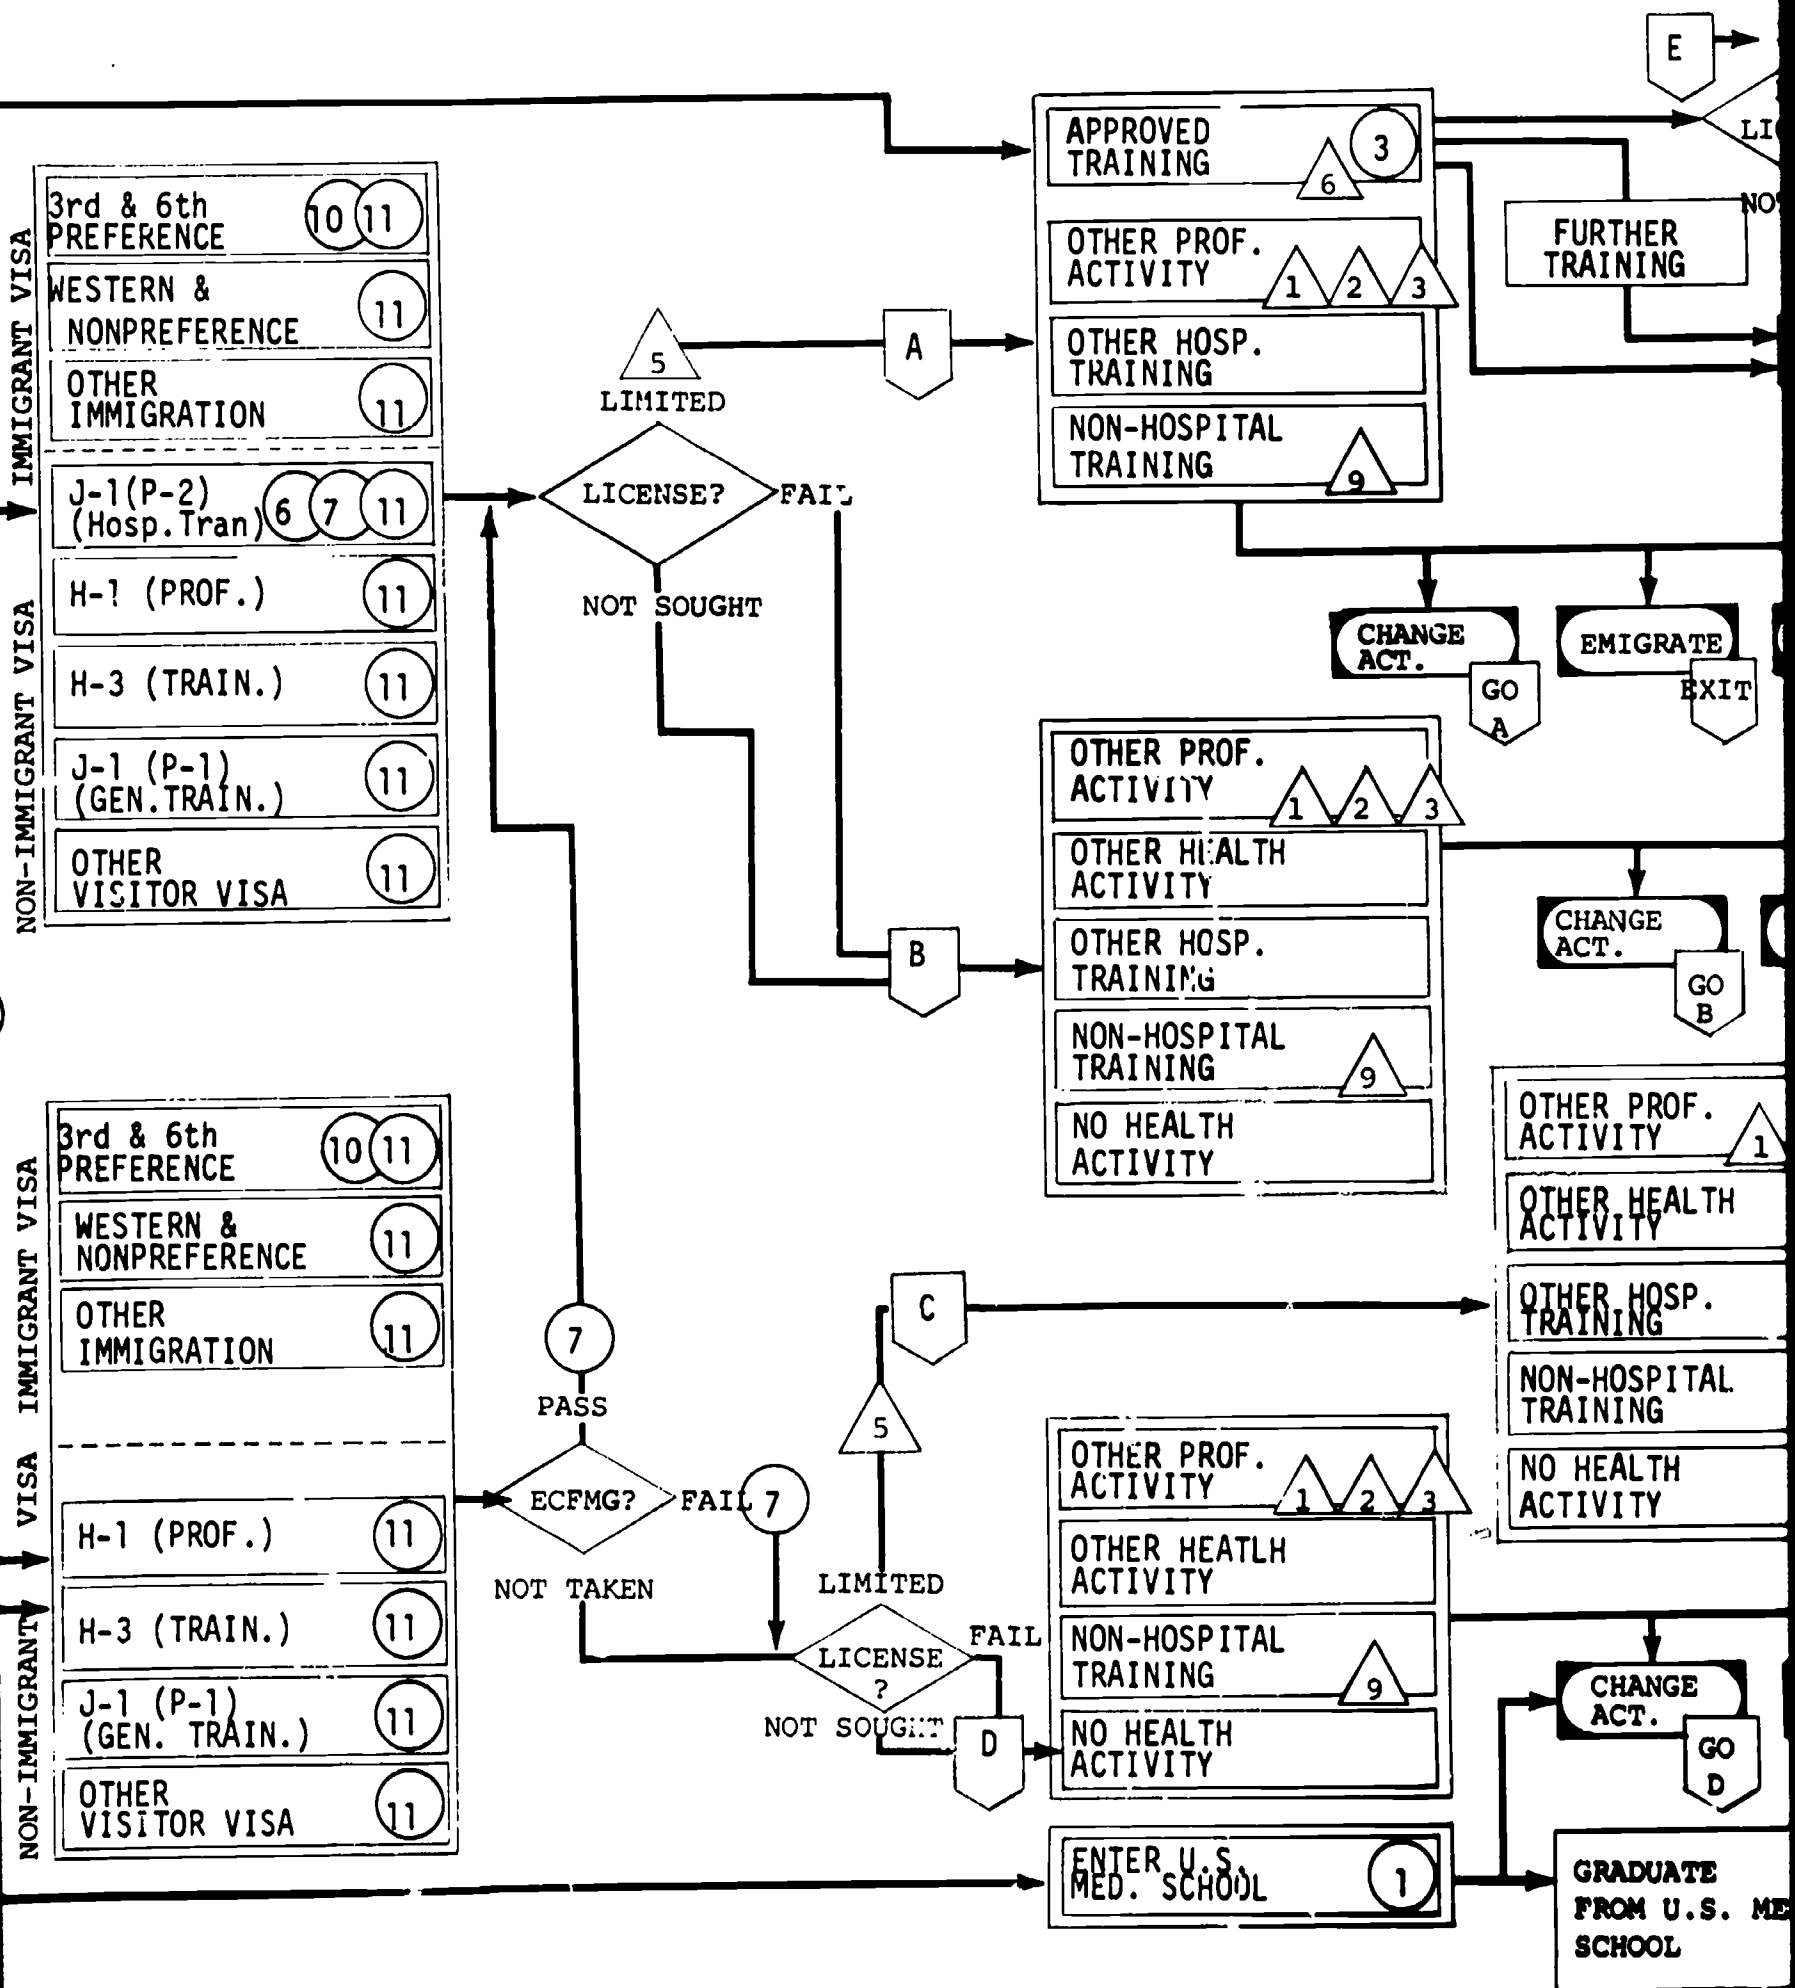 E
APPROVED
TRAINING
3
6
OTHER PROF.
ACTIVITY
1 2 3
OTHER HOSP.
TRAINING
NON-HOSPITAL
TRAINING
9
FURTHER
TRAINING
IMMIGRANT VISA
3rd & 6th
PREFERENCE
10 11
WESTERN &
NONPREFERENCE
11
OTHER
IMMIGRATION
11
NON-IMMIGRANT VISA
J-1(P-2)
(Hosp.Tran)
6 7 11
H-1 (PROF.)
11
H-3 (TRAIN.)
11
J-1 (P-1)
(GEN.TRAIN.)
11
OTHER
VISITOR VISA
11
5
LIMITED
A
LICENSE?
FAIL
NOT SOUGHT
CHANGE
ACT.
GO
A
EMIGRATE
EXIT
B
OTHER PROF.
ACTIVITY
1 2 3
OTHER HEALTH
ACTIVITY
OTHER HOSP.
TRAINING
NON-HOSPITAL
TRAINING
9
NO HEALTH
ACTIVITY
CHANGE
ACT.
GO
B
IMMIGRANT VISA
3rd & 6th
PREFERENCE
10 11
WESTERN &
NONPREFERENCE
11
OTHER
IMMIGRATION
11
NON-IMMIGRANT VISA
H-1 (PROF.)
11
H-3 (TRAIN.)
11
J-1 (P-1)
(GEN. TRAIN.)
11
OTHER
VISITOR VISA
11
7
PASS
ECFMG?
FAIL
7
NOT TAKEN
C
5
LIMITED
LICENSE
?
FAIL
NOT SOUGHT
D
OTHER PROF.
ACTIVITY
1
OTHER HEALTH
ACTIVITY
OTHER HOSP.
TRAINING
NON-HOSPITAL
TRAINING
NO HEALTH
ACTIVITY
OTHER PROF.
ACTIVITY
1 2 3
OTHER HEATLH
ACTIVITY
NON-HOSPITAL
TRAINING
9
NO HEALTH
ACTIVITY
CHANGE
ACT.
GO
D
ENTER U.S.
MED. SCHOOL
1
GRADUATE
FROM U.S.
SCHOOL